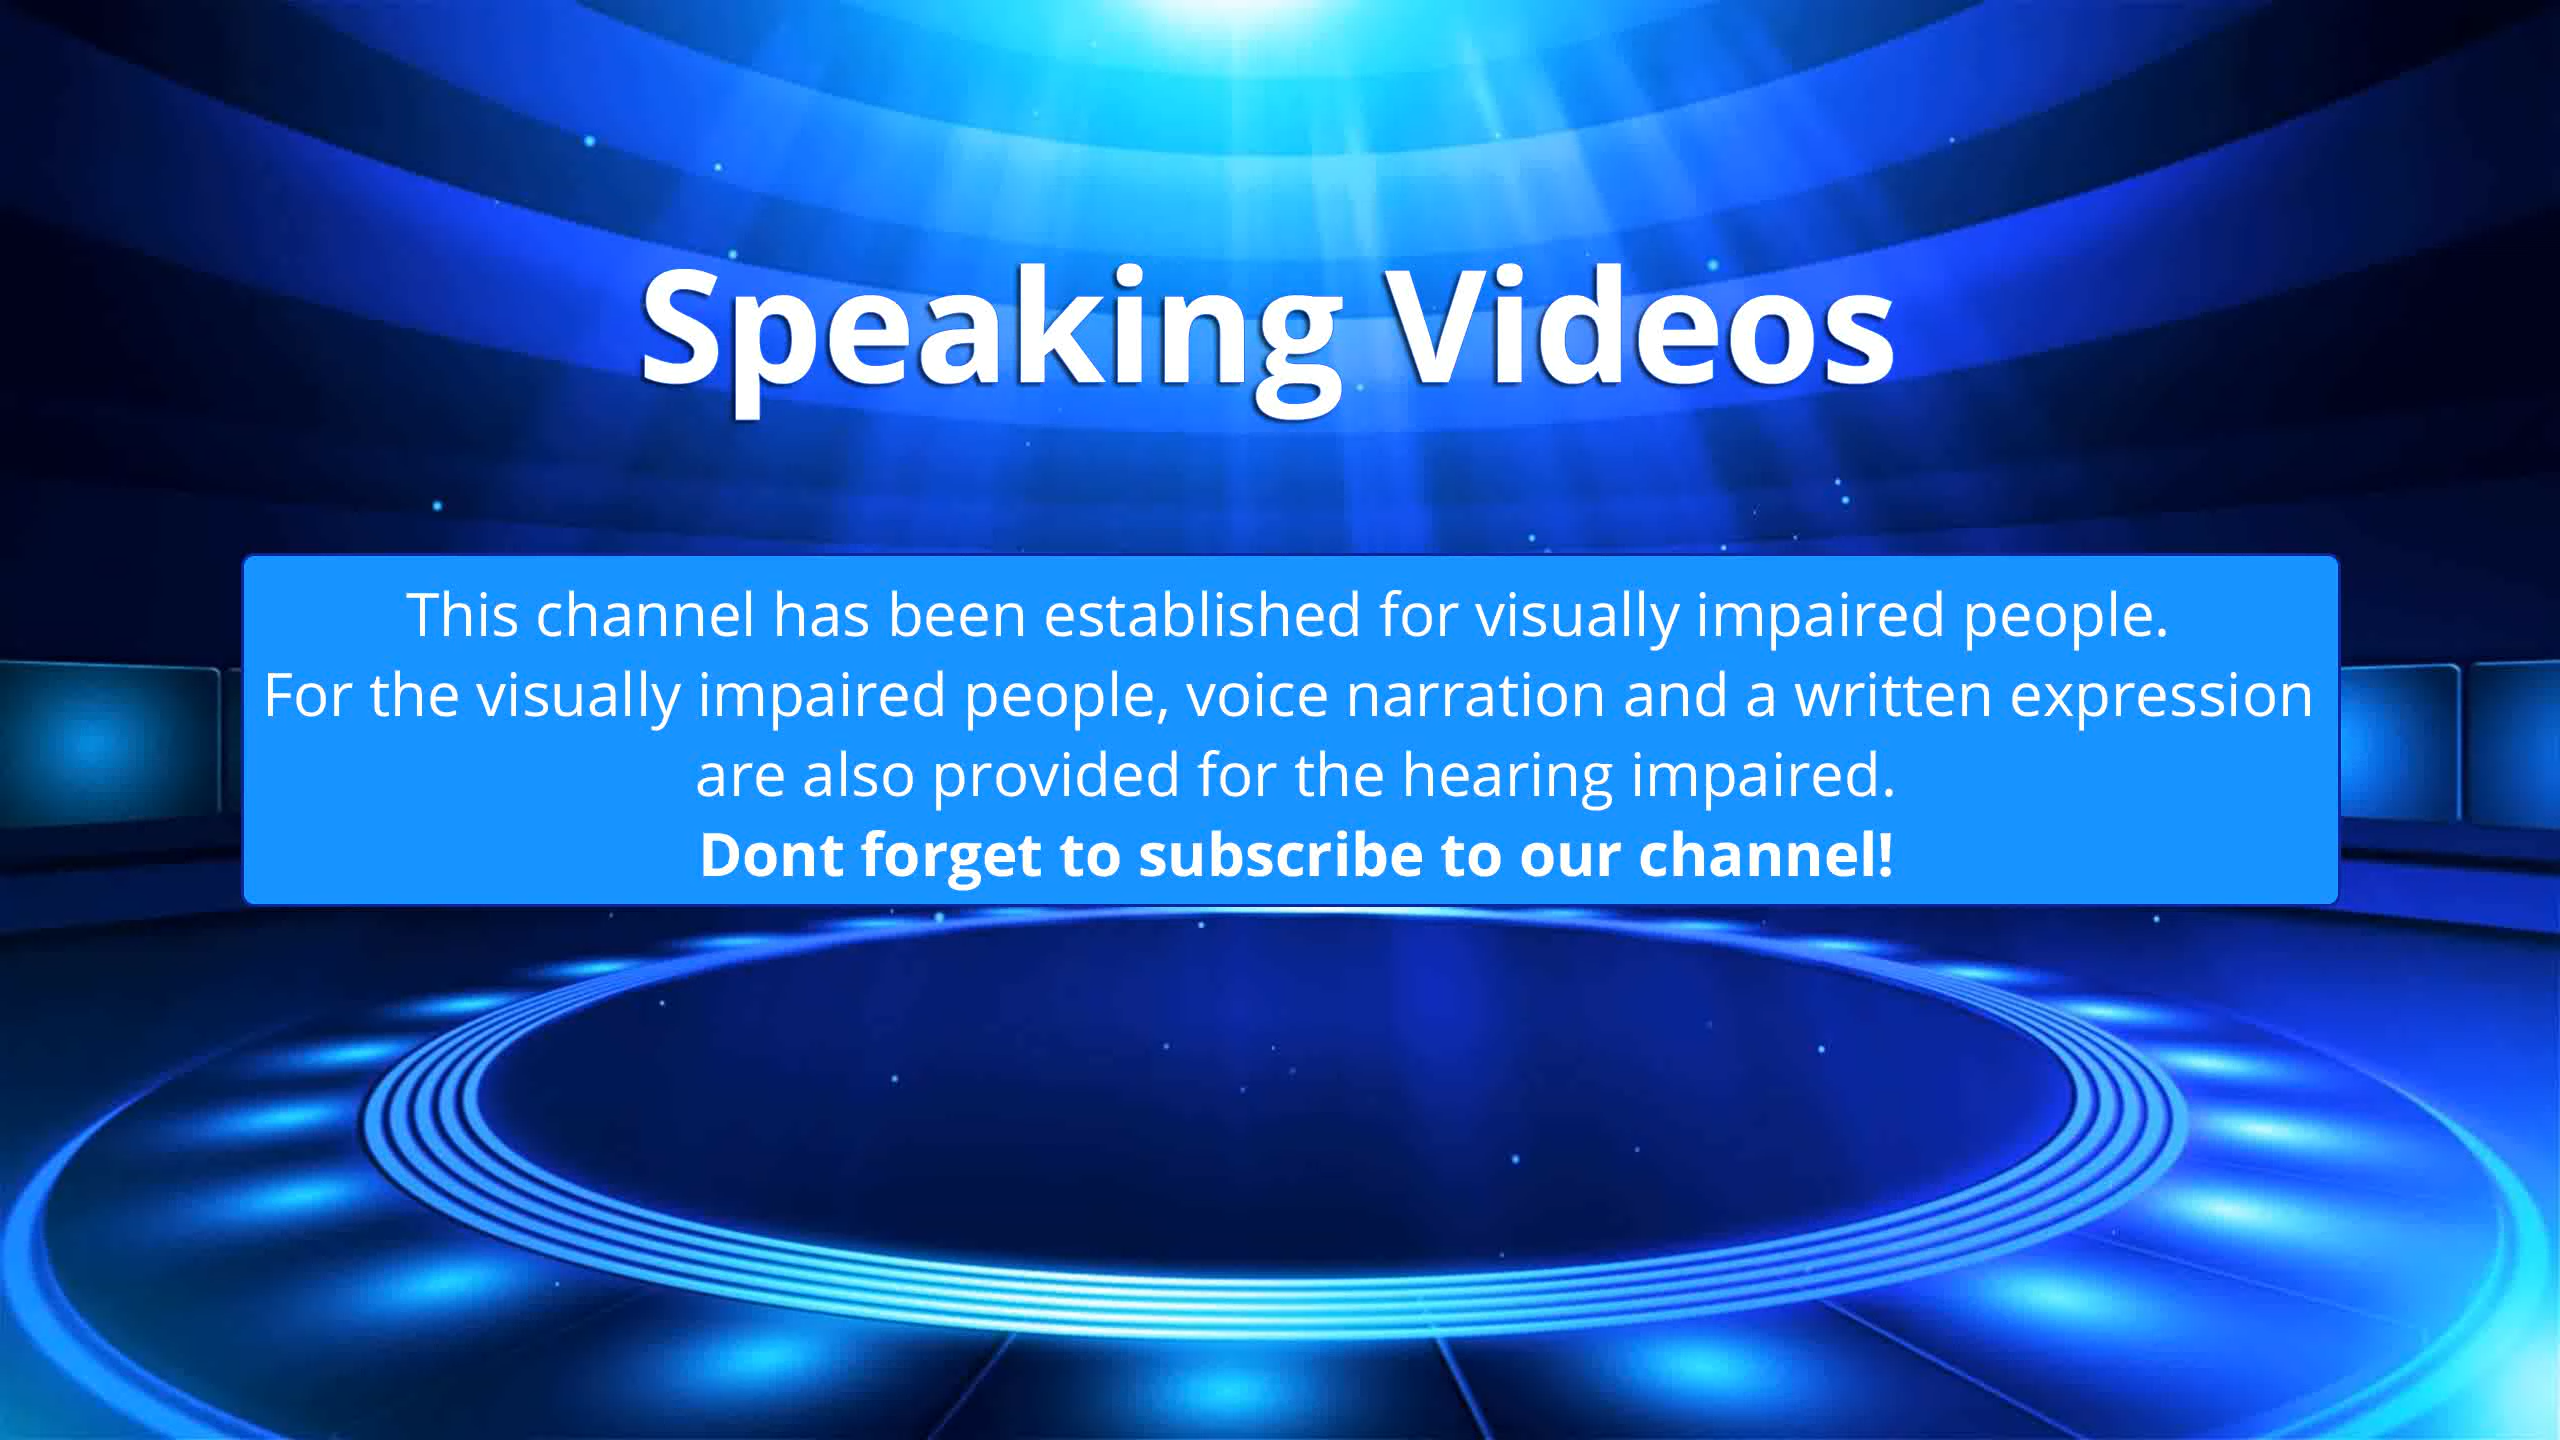 Speaking Videos
This channel has been established for visually impaired people.
For the visually impaired people, voice narration and a written expression
are also provided for the hearing impaired.
Dont forget to subscribe to our channel!